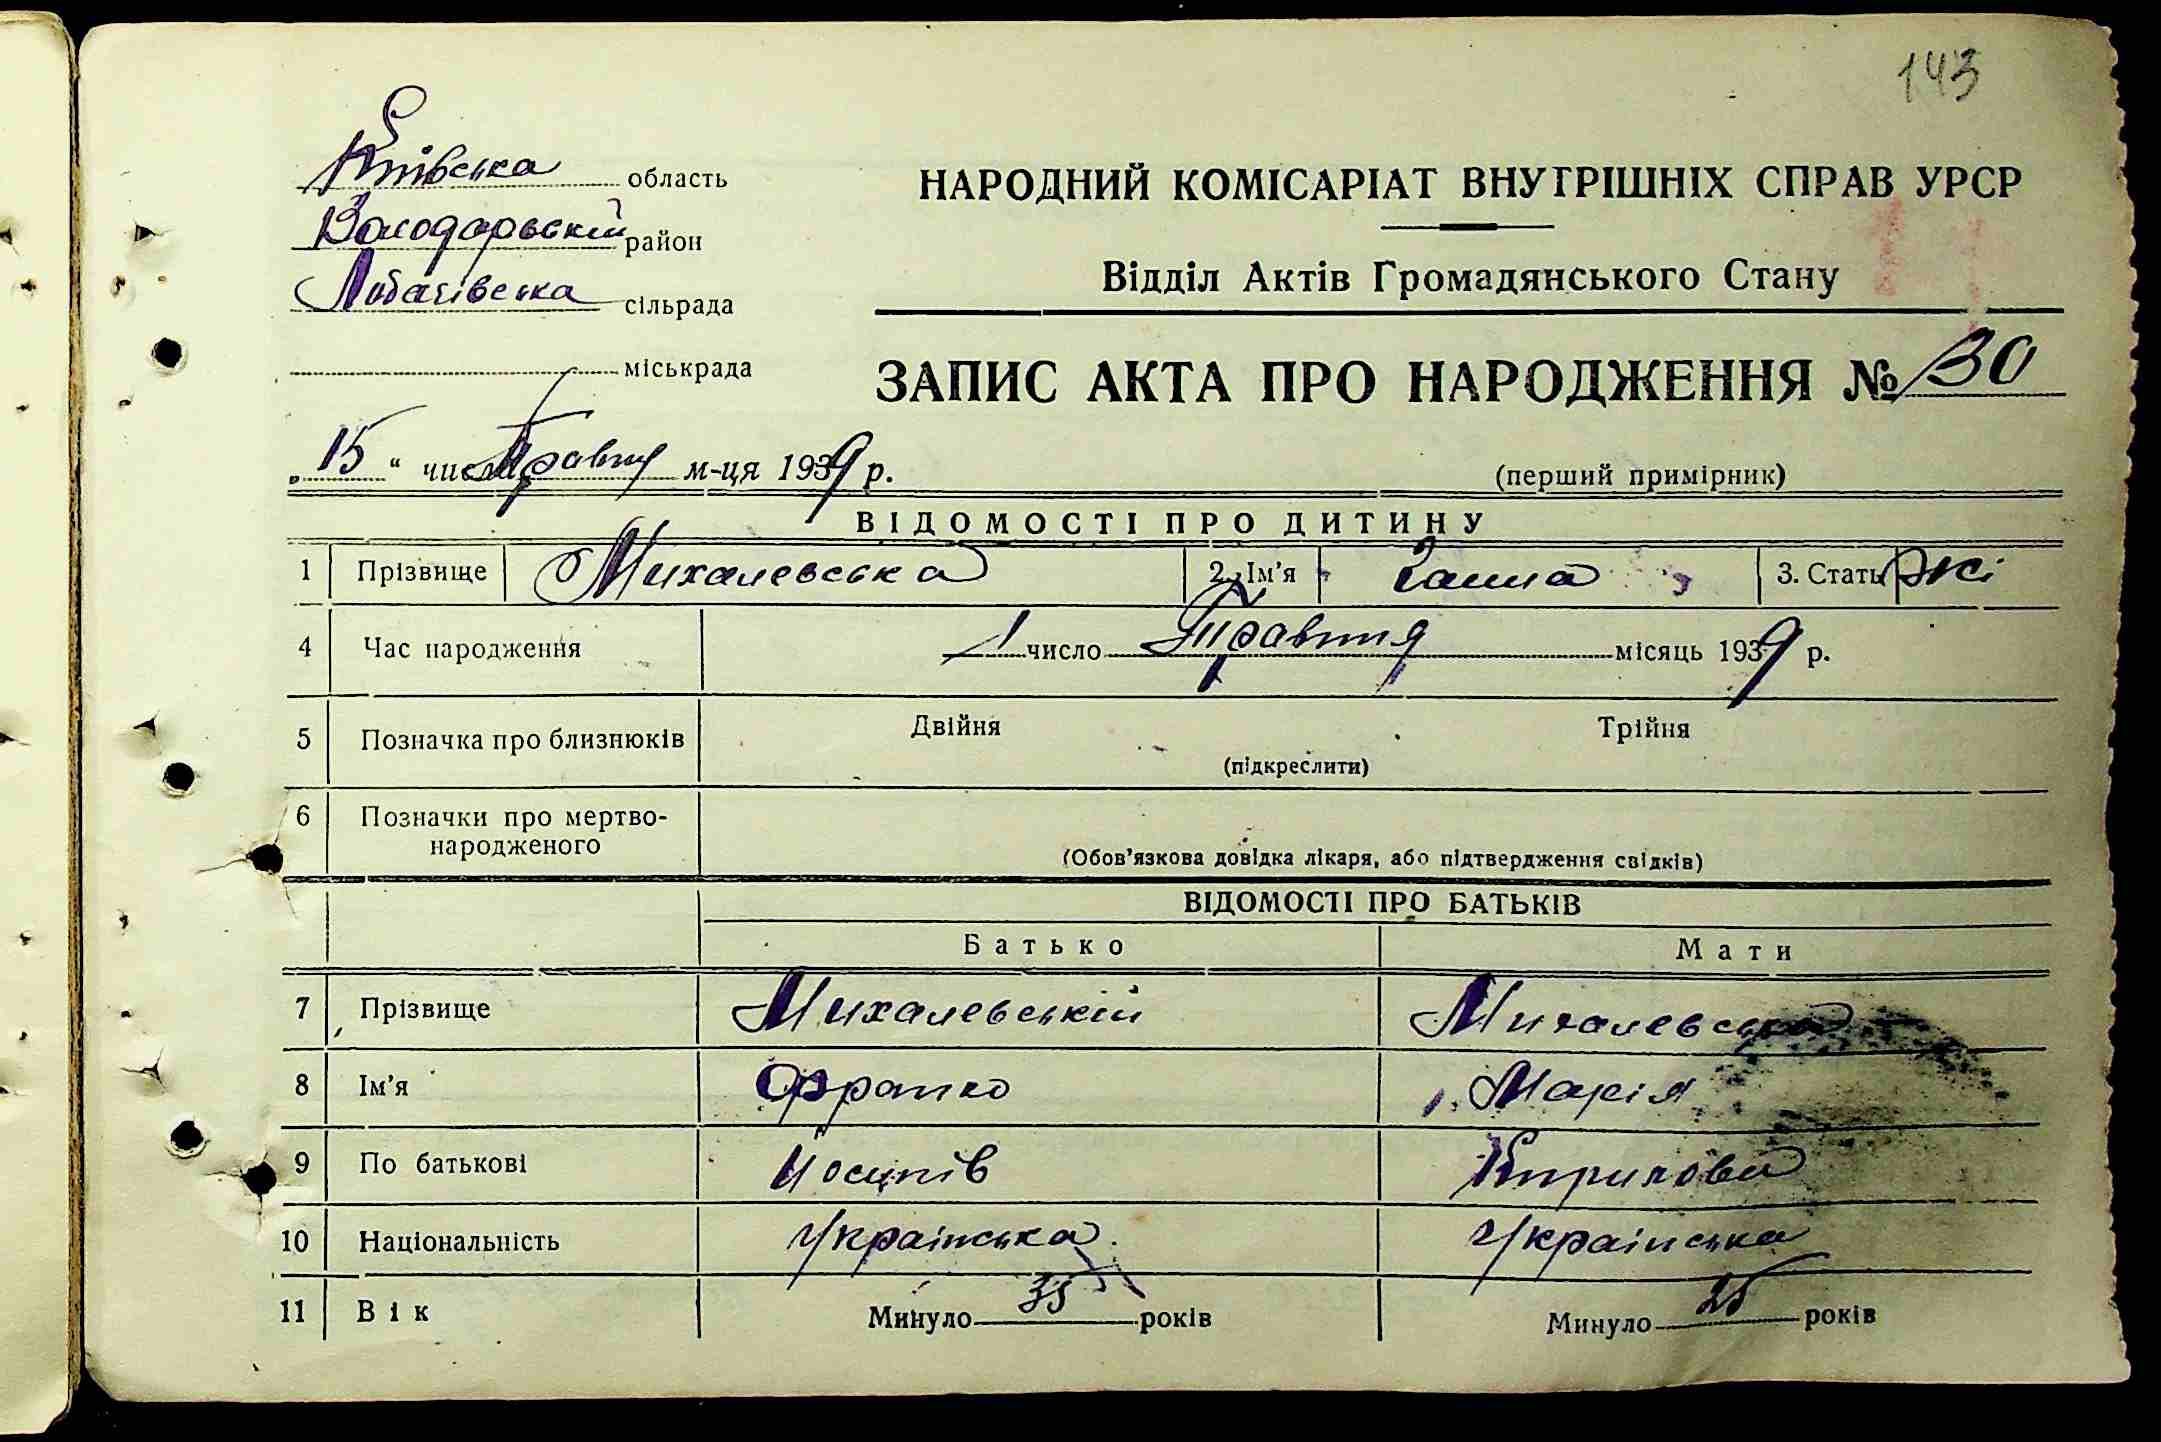 143
Київська область
Володарський район
Лобачівська сільрада
міськрада
НАРОДНИЙ КОМІСАРІАТ ВНУТРІШНІХ СПРАВ УРСР
Відділ Актів Громадянського Стану
ЗАПИС АКТА ПРО НАРОДЖЕННЯ № 30
„15“ числа Травня м-ця 1939 р.
(перший примірник)
ВІДОМОСТІ ПРО ДИТИНУ
1 Прізвище Михалевська 2. Ім'я Ганна 3. Стать жі
4 Час народження 1 число Травня місяць 1939 р.
5 Позначка про близнюків Двійня Трійня
(підкреслити)
6 Позначки про мертво-
народженого
(Обов'язкова довідка лікаря, або підтвердження свідків)
ВІДОМОСТІ ПРО БАТЬКІВ
Батько Мати
7 Прізвище Михалевській Михалевська
8 Ім'я Франко Марія
9 По батькові Йосипів Кирилова
10 Національність Українська Українська
11 Вік Минуло 35 років Минуло 25 років